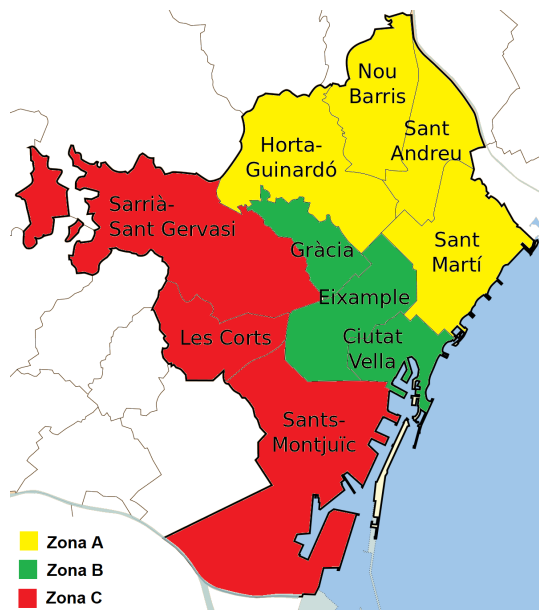 Nou
Barris
Sant
Andreu
Horta-
Guinardó
Sarrià-
Sant Gervasi
Gràcia
Sant
Martí
Eixample
Les Corts
Ciutat
Vella
Sants-
Montjuïc
Zona A
Zona B
Zona C